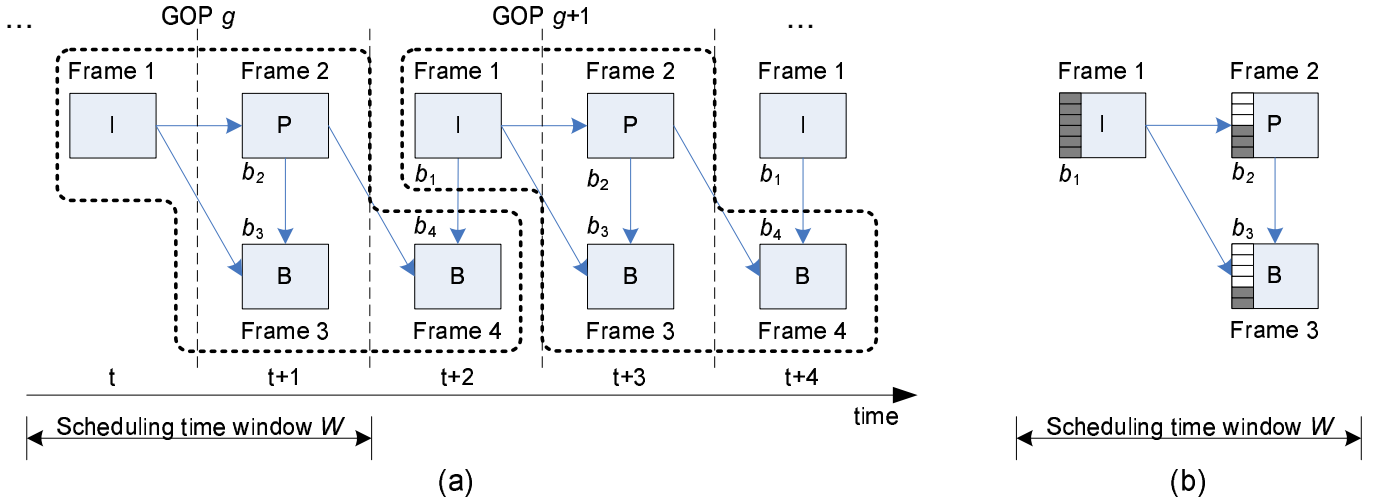 ... GOP g GOP g+1 ...
Frame 1 Frame 2 Frame 1 Frame 2 Frame 1
I P I P I
b2 b1 b2 b1
b3 b4 b3 b4
B B B B
Frame 3 Frame 4 Frame 3 Frame 4
t t+1 t+2 t+3 t+4
time
Scheduling time window W
(a)
Frame 1 Frame 2
I P
b1 b2
b3
B
Frame 3
Scheduling time window W
(b)